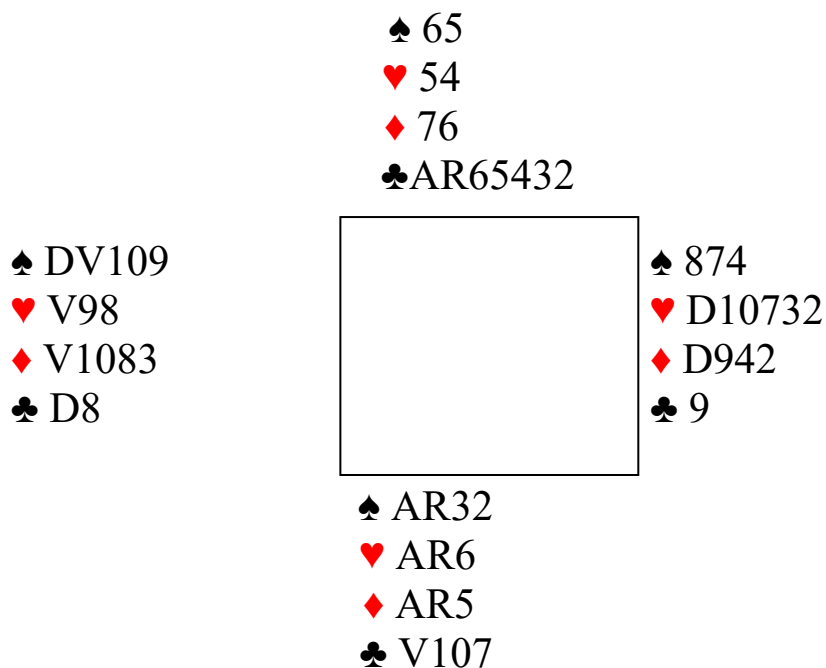 ♠ 65
♥ 54
♦ 76
♣AR65432
♠ DV109
♥ V98
♦ V1083
♣ D8
♠ 874
♥ D10732
♦ D942
♣ 9
♠ AR32
♥ AR6
♦ AR5
♣ V107